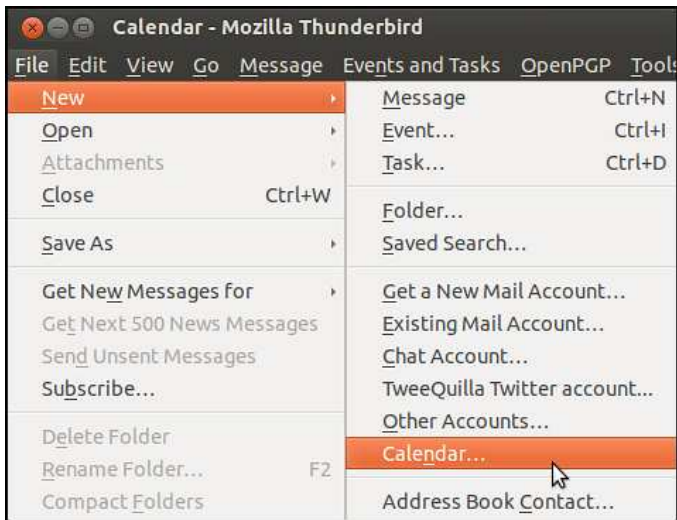 Calendar - Mozilla Thunderbird
File Edit View Go Message Events and Tasks OpenPGP Tools
New
Open
Attachments
Close Ctrl+W
Save As
Get New Messages for
Get Next 500 News Messages
Send Unsent Messages
Subscribe...
Delete Folder
Rename Folder... F2
Compact Folders
Message Ctrl+N
Event... Ctrl+I
Task... Ctrl+D
Folder...
Saved Search...
Get a New Mail Account...
Existing Mail Account...
Chat Account...
TweeQuilla Twitter account...
Other Accounts...
Calendar...
Address Book Contact...